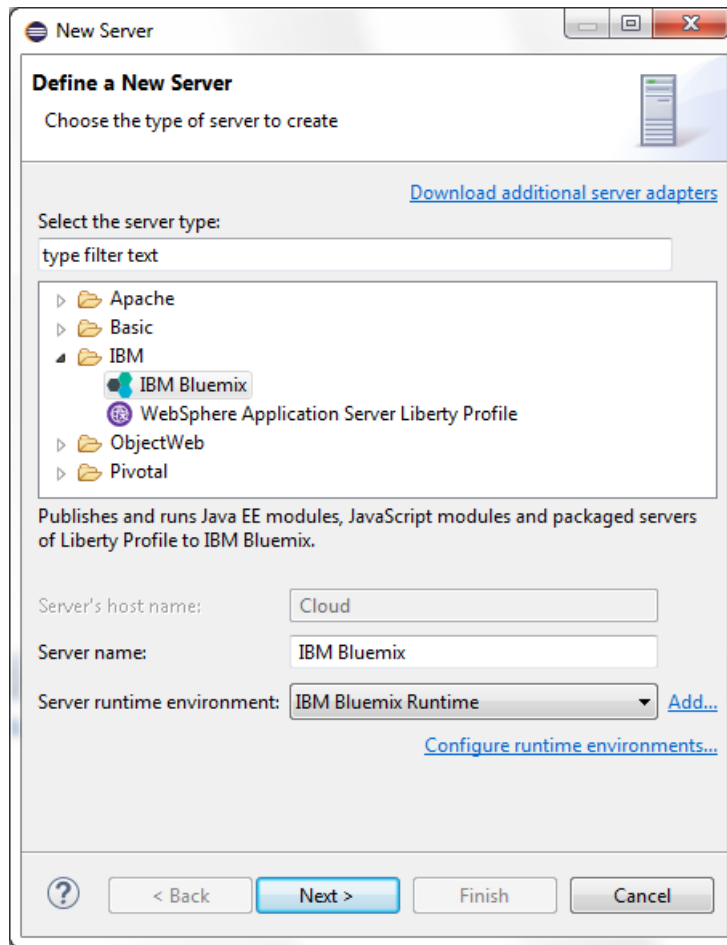 New Server
Define a New Server
Choose the type of server to create
Download additional server adapters
Select the server type:
type filter text
Apache
Basic
IBM
IBM Bluemix
WebSphere Application Server Liberty Profile
ObjectWeb
Pivotal
Publishes and runs Java EE modules, JavaScript modules and packaged servers
of Liberty Profile to IBM Bluemix.
Server's host name: Cloud
Server name: IBM Bluemix
Server runtime environment: IBM Bluemix Runtime Add...
Configure runtime environments...
? < Back Next > Finish Cancel